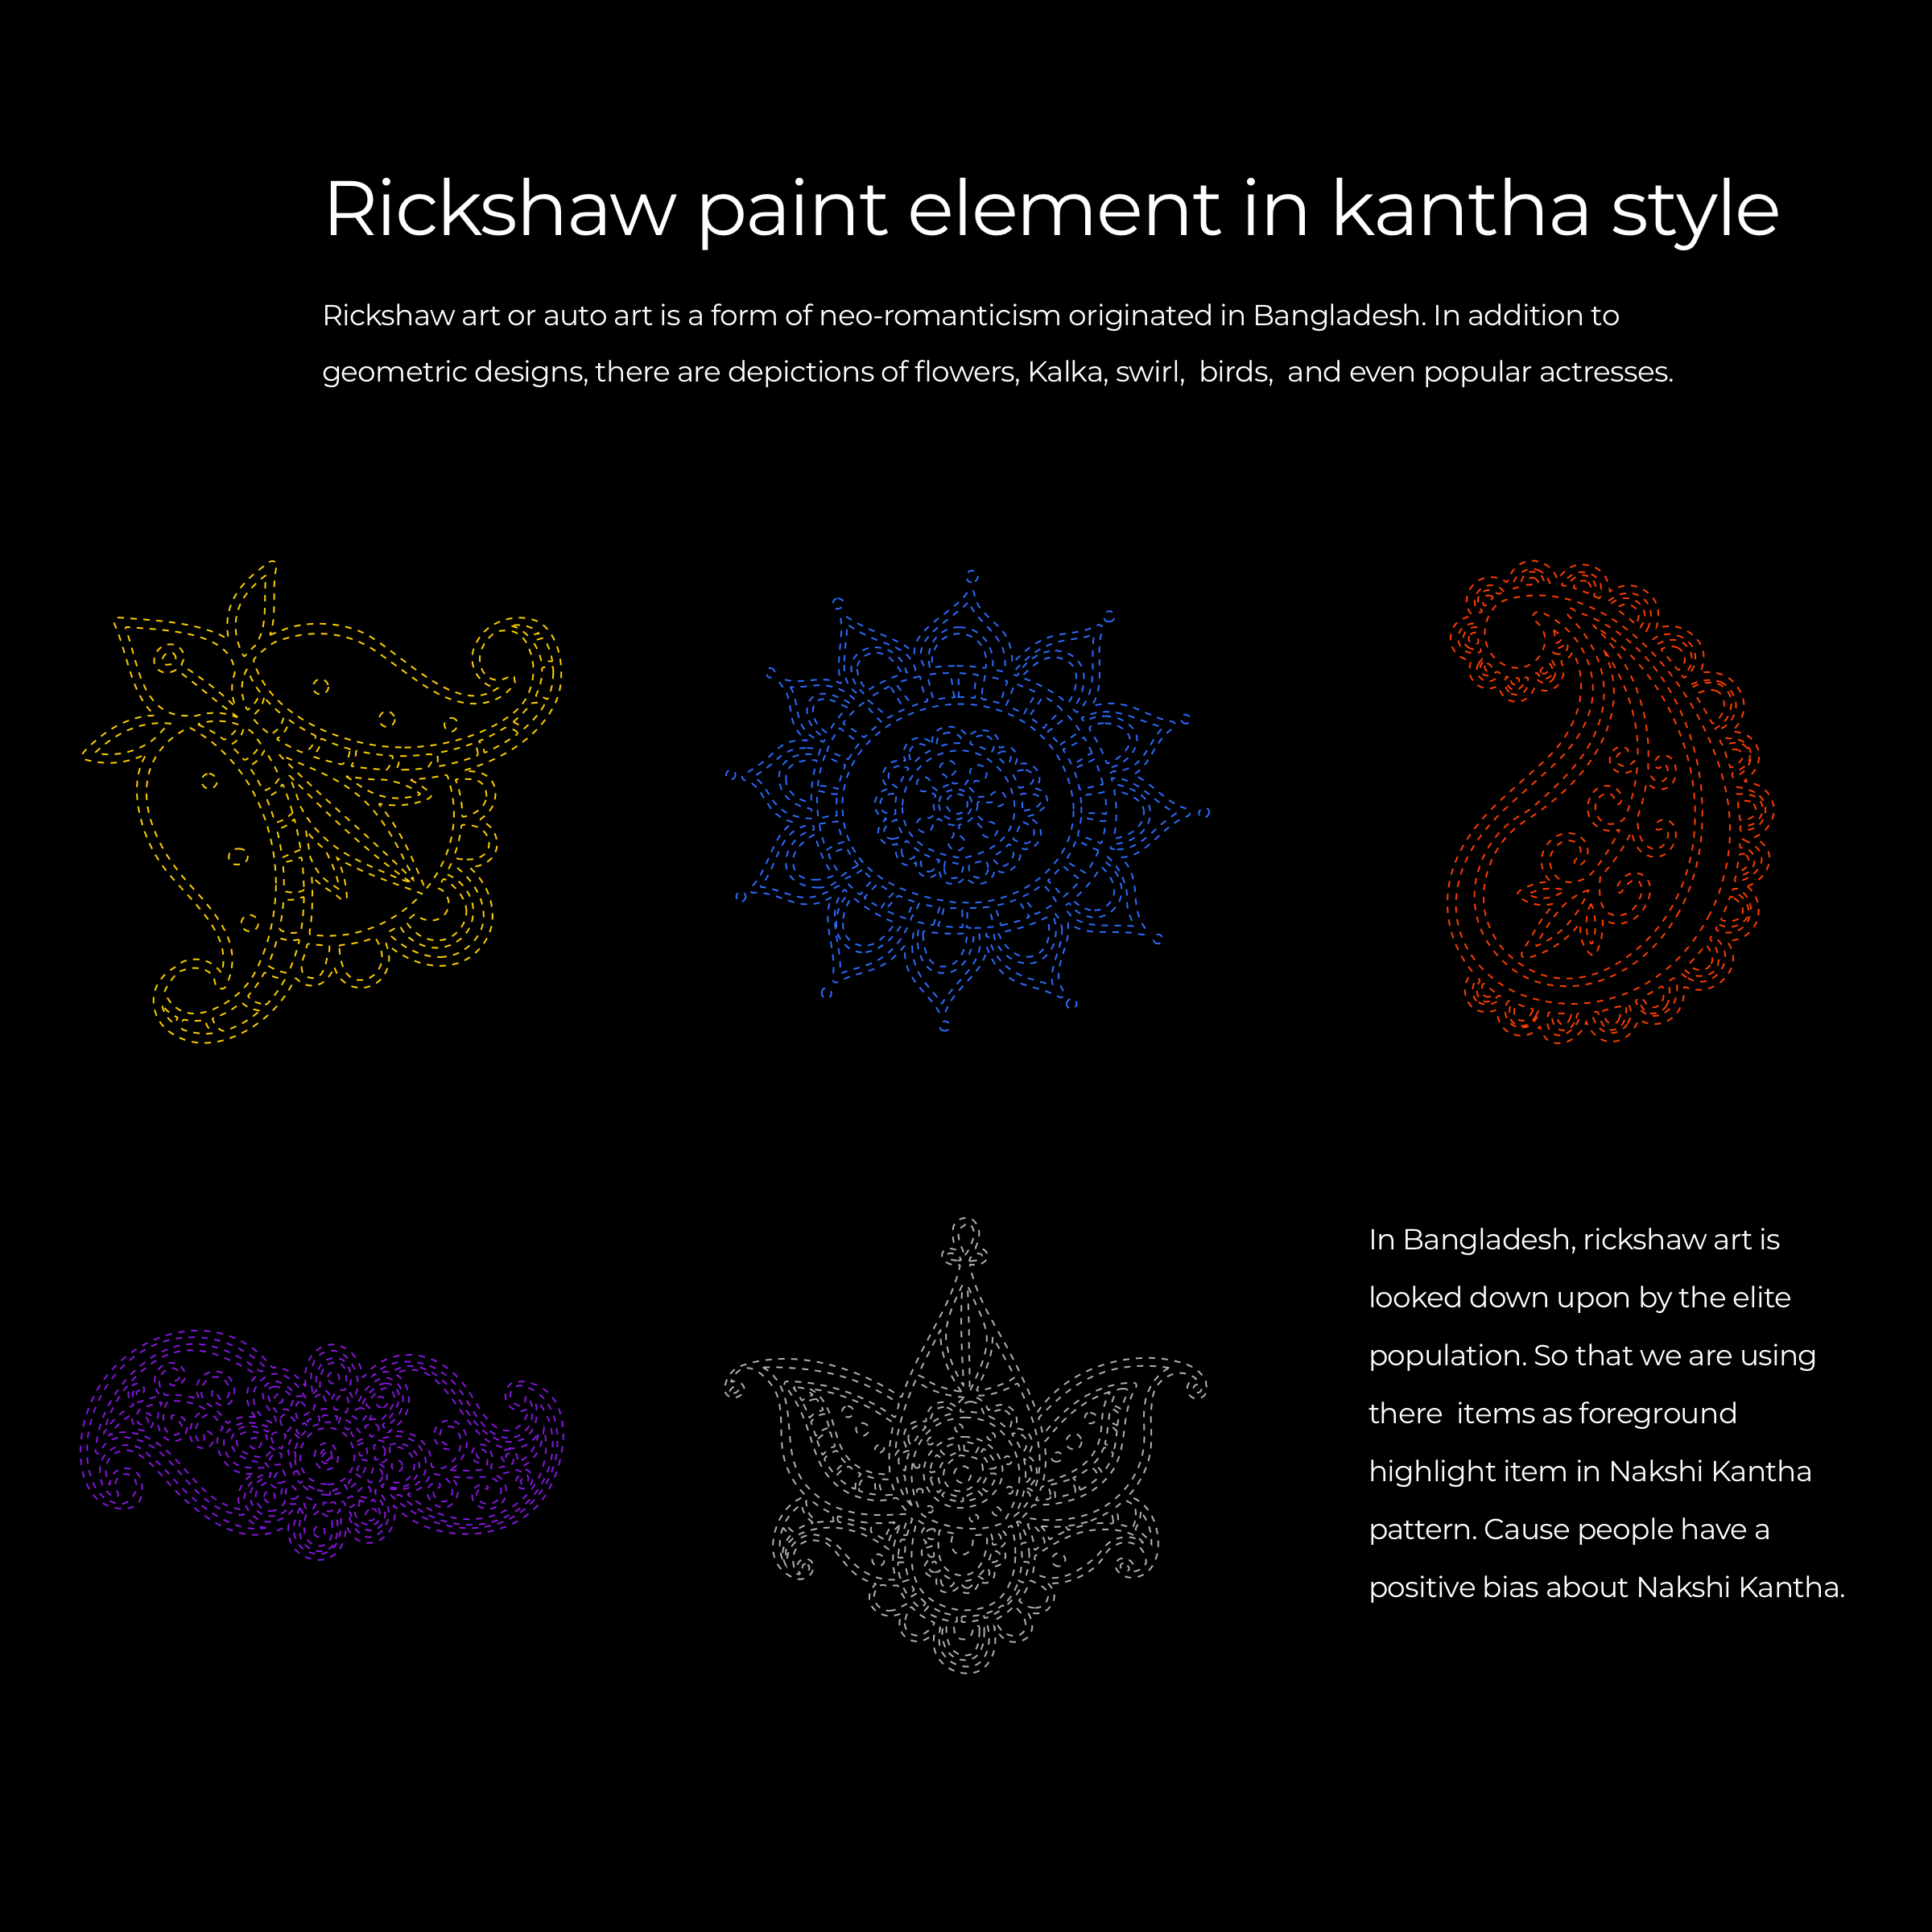 Rickshaw paint element in kantha style
Rickshaw art or auto art is a form of neo-romanticism originated in Bangladesh. In addition to
geometric designs, there are depictions of flowers, Kalka, swirl,  birds,  and even popular actresses.
In Bangladesh, rickshaw art is
looked down upon by the elite
population. So that we are using
there  items as foreground
highlight item in Nakshi Kantha
pattern. Cause people have a
positive bias about Nakshi Kantha.